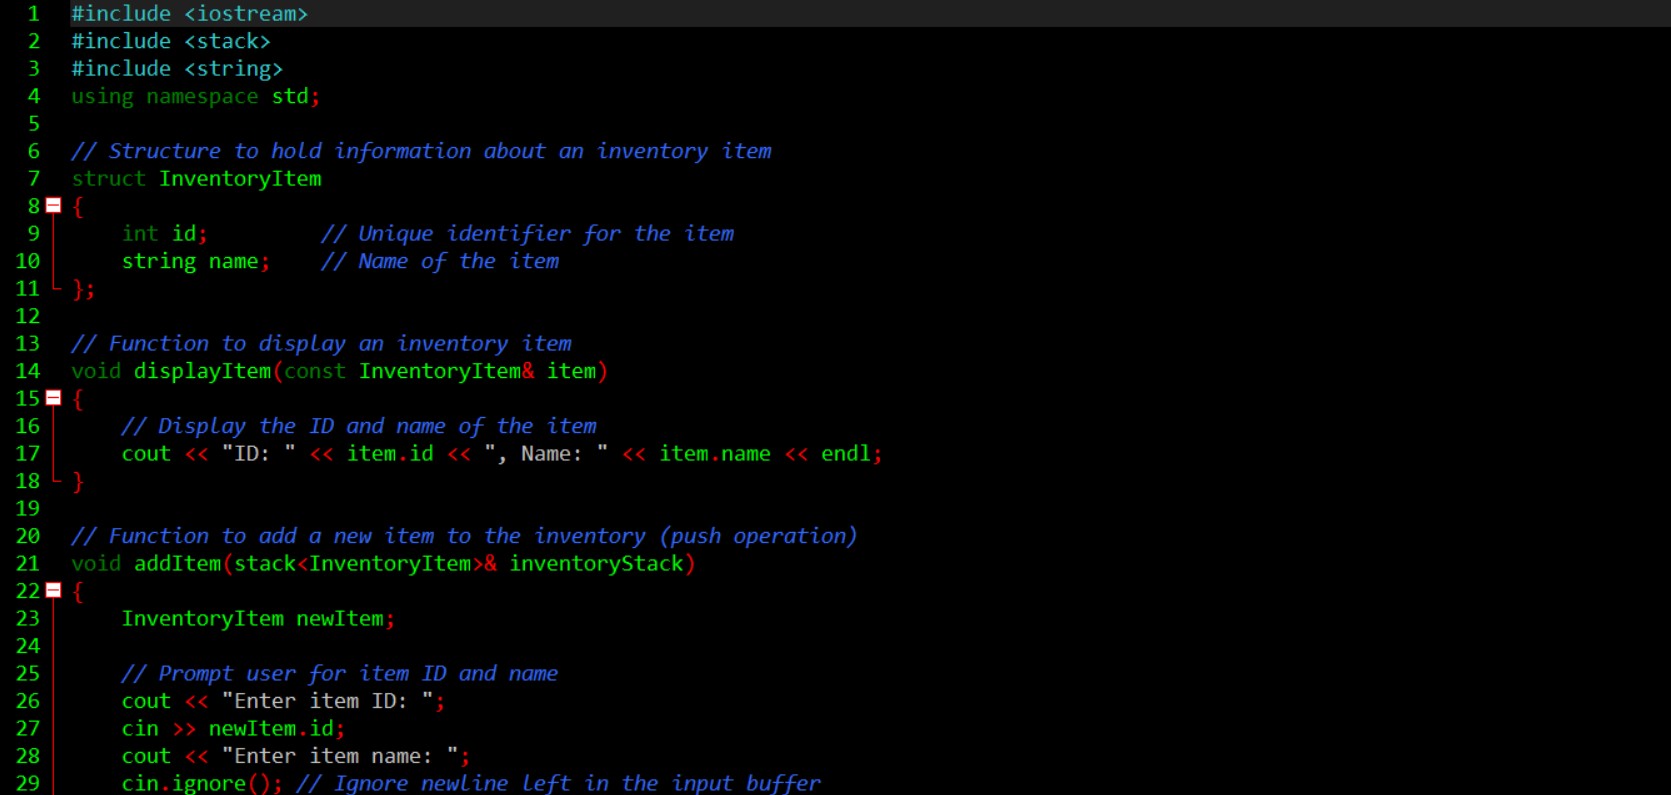 1 #include <iostream>
2 #include <stack>
3 #include <string>
4 using namespace std;
5
6 // Structure to hold information about an inventory item
7 struct InventoryItem
8 {
9 int id; // Unique identifier for the item
10 string name; // Name of the item
11 };
12
13 // Function to display an inventory item
14 void displayItem(const InventoryItem& item)
15 {
16 // Display the ID and name of the item
17 cout << "ID: " << item.id << ", Name: " << item.name << endl;
18 }
19
20 // Function to add a new item to the inventory (push operation)
21 void addItem(stack<InventoryItem>& inventoryStack)
22 {
23 InventoryItem newItem;
24
25 // Prompt user for item ID and name
26 cout << "Enter item ID: ";
27 cin >> newItem.id;
28 cout << "Enter item name: ";
29 cin.ignore(); // Ignore newline left in the input buffer